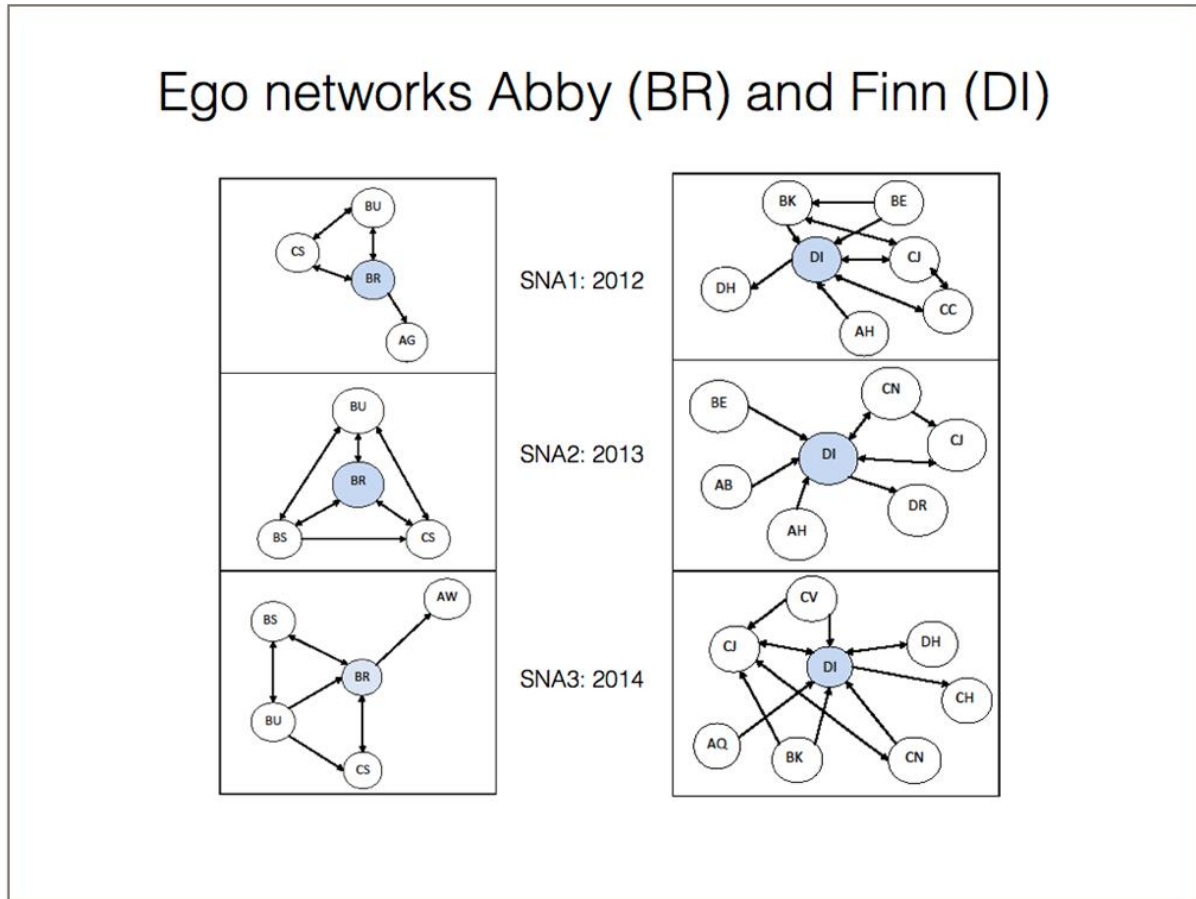 Ego networks Abby (BR) and Finn (DI)
BU
CS
BR
AG
SNA1: 2012
BK
BE
DI
CJ
DH
CC
AH
BU
BR
BS
CS
SNA2: 2013
CN
BE
CJ
DI
AB
DR
AH
AW
BS
BR
BU
CS
SNA3: 2014
CV
DH
CJ
DI
CH
AQ
BK
CN